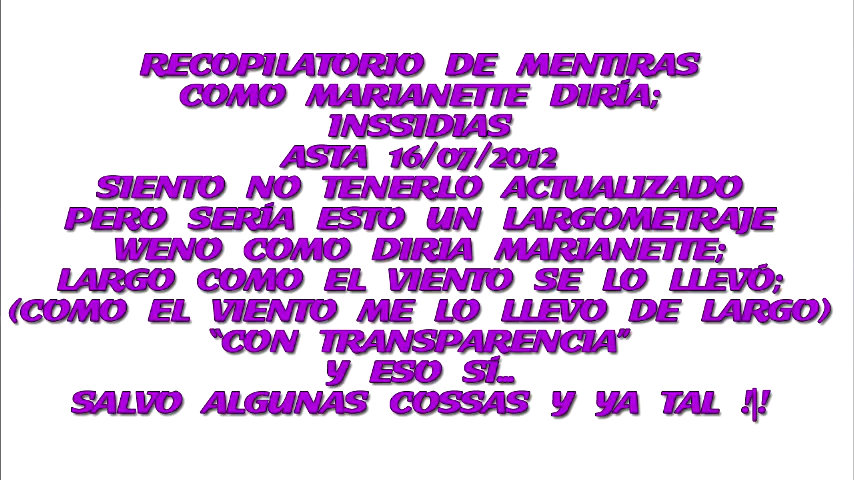 RECOPILATORIO DE MENTIRAS
COMO MARIANETTE DIRÍA;
INSSIDIAS
ASTA 16/07/2012
SIENTO NO TENERLO ACTUALIZADO
PERO SERÍA ESTO UN LARGOMETRAJE
WENO COMO DIRIA MARIANETTE;
LARGO COMO EL VIENTO SE LO LLEVÓ;
(COMO EL VIENTO ME LO LLEVO DE LARGO)
"CON TRANSPARENCIA"
Y ESO SÍ...
SALVO ALGUNAS COSSAS Y YA TAL !|!